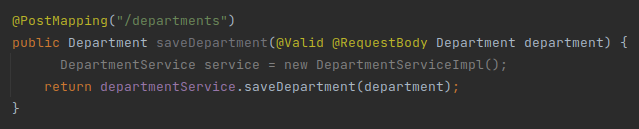 @PostMapping("/departments")
public Department saveDepartment(@Valid @RequestBody Department department) {
DepartmentService service = new DepartmentServiceImpl();
return departmentService.saveDepartment(department);
}